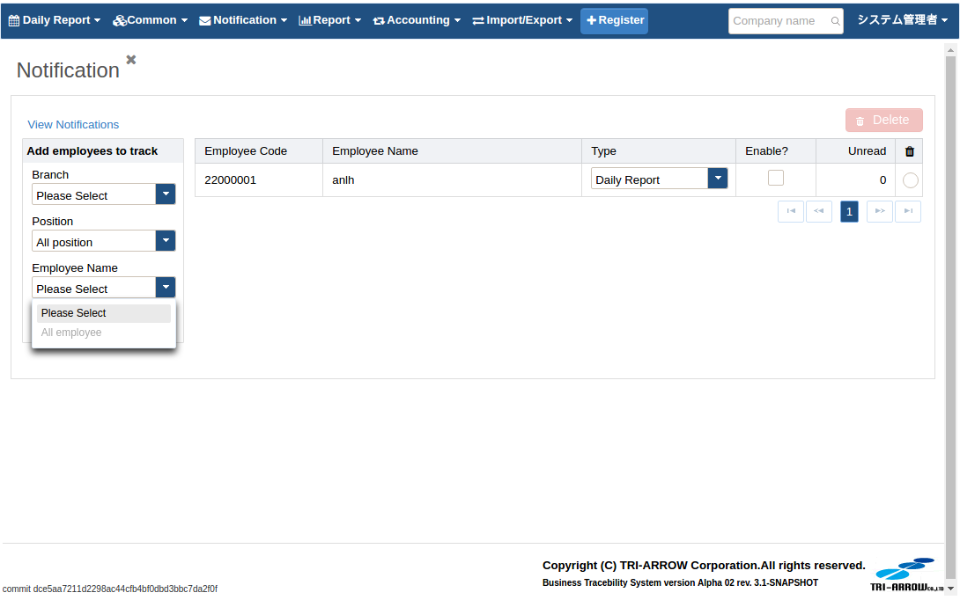 Daily Report Common Notification Report Accounting Import/Export Register Company name システム管理者
Notification
View Notifications
Delete
Add employees to track
Employee Code Employee Name Type Enable? Unread
Branch
Please Select
22000001 anlh Daily Report 0
Position
All position
1
Employee Name
Please Select
Please Select
All employee
Copyright (C) TRI-ARROW Corporation.All rights reserved.
Business Tracebility System version Alpha 02 rev. 3.1-SNAPSHOT
TRI-ARROW
commit dce5aa7211d2298ac44cfb4bf0dbd3bbc7da2f0f